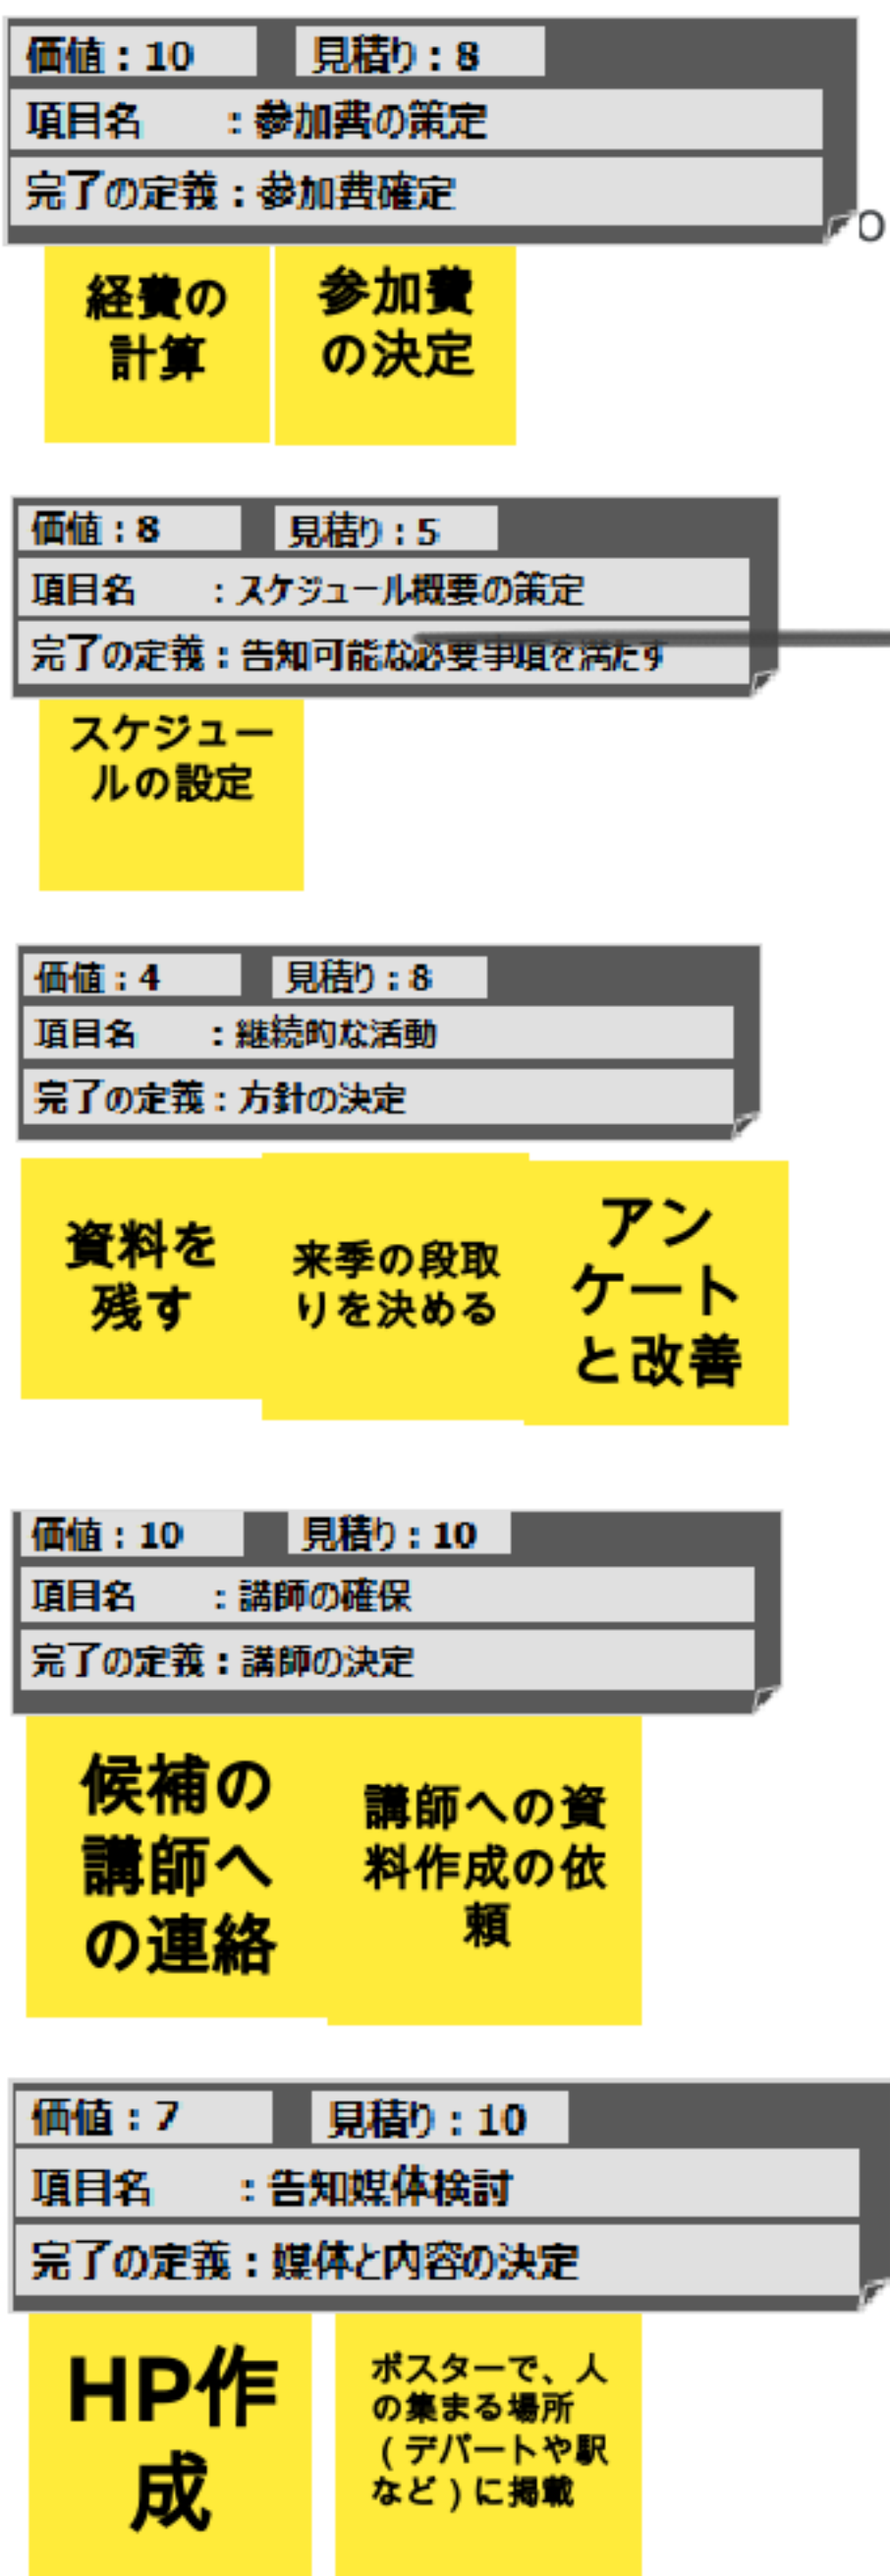 価値：10 見積り：8
項目名 ：参加費の策定
完了の定義：参加費確定
o
経費の
計算
参加費
の決定
価値：8 見積り：5
項目名 ：スケジュール概要の策定
完了の定義：告知可能な必要事項を満たす
スケジュー
ルの設定
価値：4 見積り：8
項目名 ：継続的な活動
完了の定義：方針の決定
資料を
残す
来季の段取
りを決める
アン
ケート
と改善
価値：10 見積り：10
項目名 ：講師の確保
完了の定義：講師の決定
候補の
講師へ
の連絡
講師への資
料作成の依
頼
価値：7 見積り：10
項目名 ：告知媒体検討
完了の定義：媒体と内容の決定
HP作
成
ポスターで、人
の集まる場所
（デパートや駅
など）に掲載